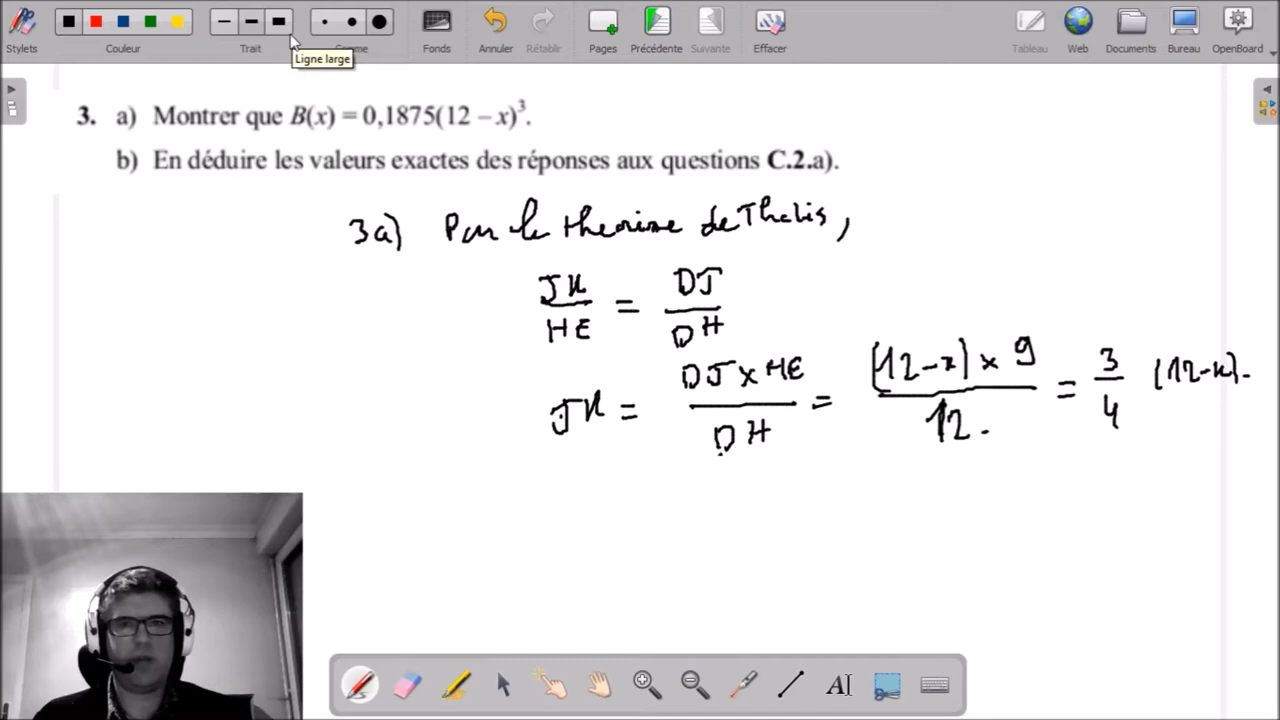 Stylets Couleur Trait Gomme Fonds Annuler Rétablir Pages Précédente Suivante Effacer Tableau Web Documents Bureau OpenBoard
Ligne large
3. a) Montrer que B(x) = 0,1875(12 – x)³.
b) En déduire les valeurs exactes des réponses aux questions C.2.a).
3a) Par le théorème de Thalès,
JK/HE = DJ/DH
JK = DJ x HE/DH = (12-x) x 9/12. = 3/4 (12-x).
AI